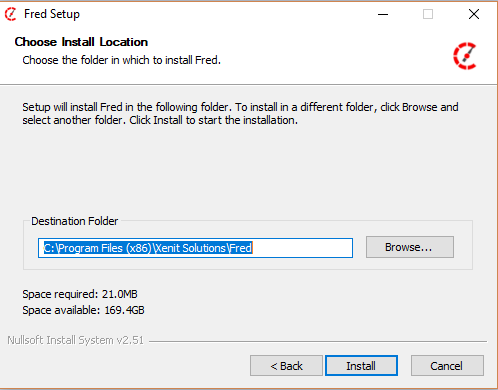 Fred Setup
Choose Install Location
Choose the folder in which to install Fred.
Setup will install Fred in the following folder. To install in a different folder, click Browse and
select another folder. Click Install to start the installation.
Destination Folder
C:\Program Files (x86)\Xenit Solutions\Fred
Browse...
Space required: 21.0MB
Space available: 169.4GB
Nullsoft Install System v2.51
< Back
Install
Cancel